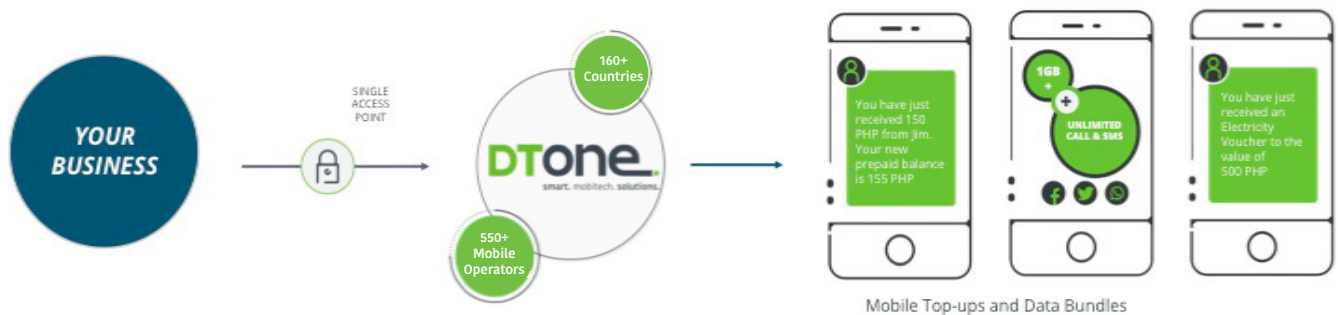 YOUR
BUSINESS
SINGLE
ACCESS
POINT
160+
Countries
DTone.
smart. mobitech. solutions.
550+
Mobile
Operators
You have just
received 150
PHP from Jim.
Your new
prepaid balance
is 155 PHP
1GB
+
+
UNLIMITED
CALL & SMS
You have just
received an
Electricity
Voucher to the
value of
500 PHP
Mobile Top-ups and Data Bundles